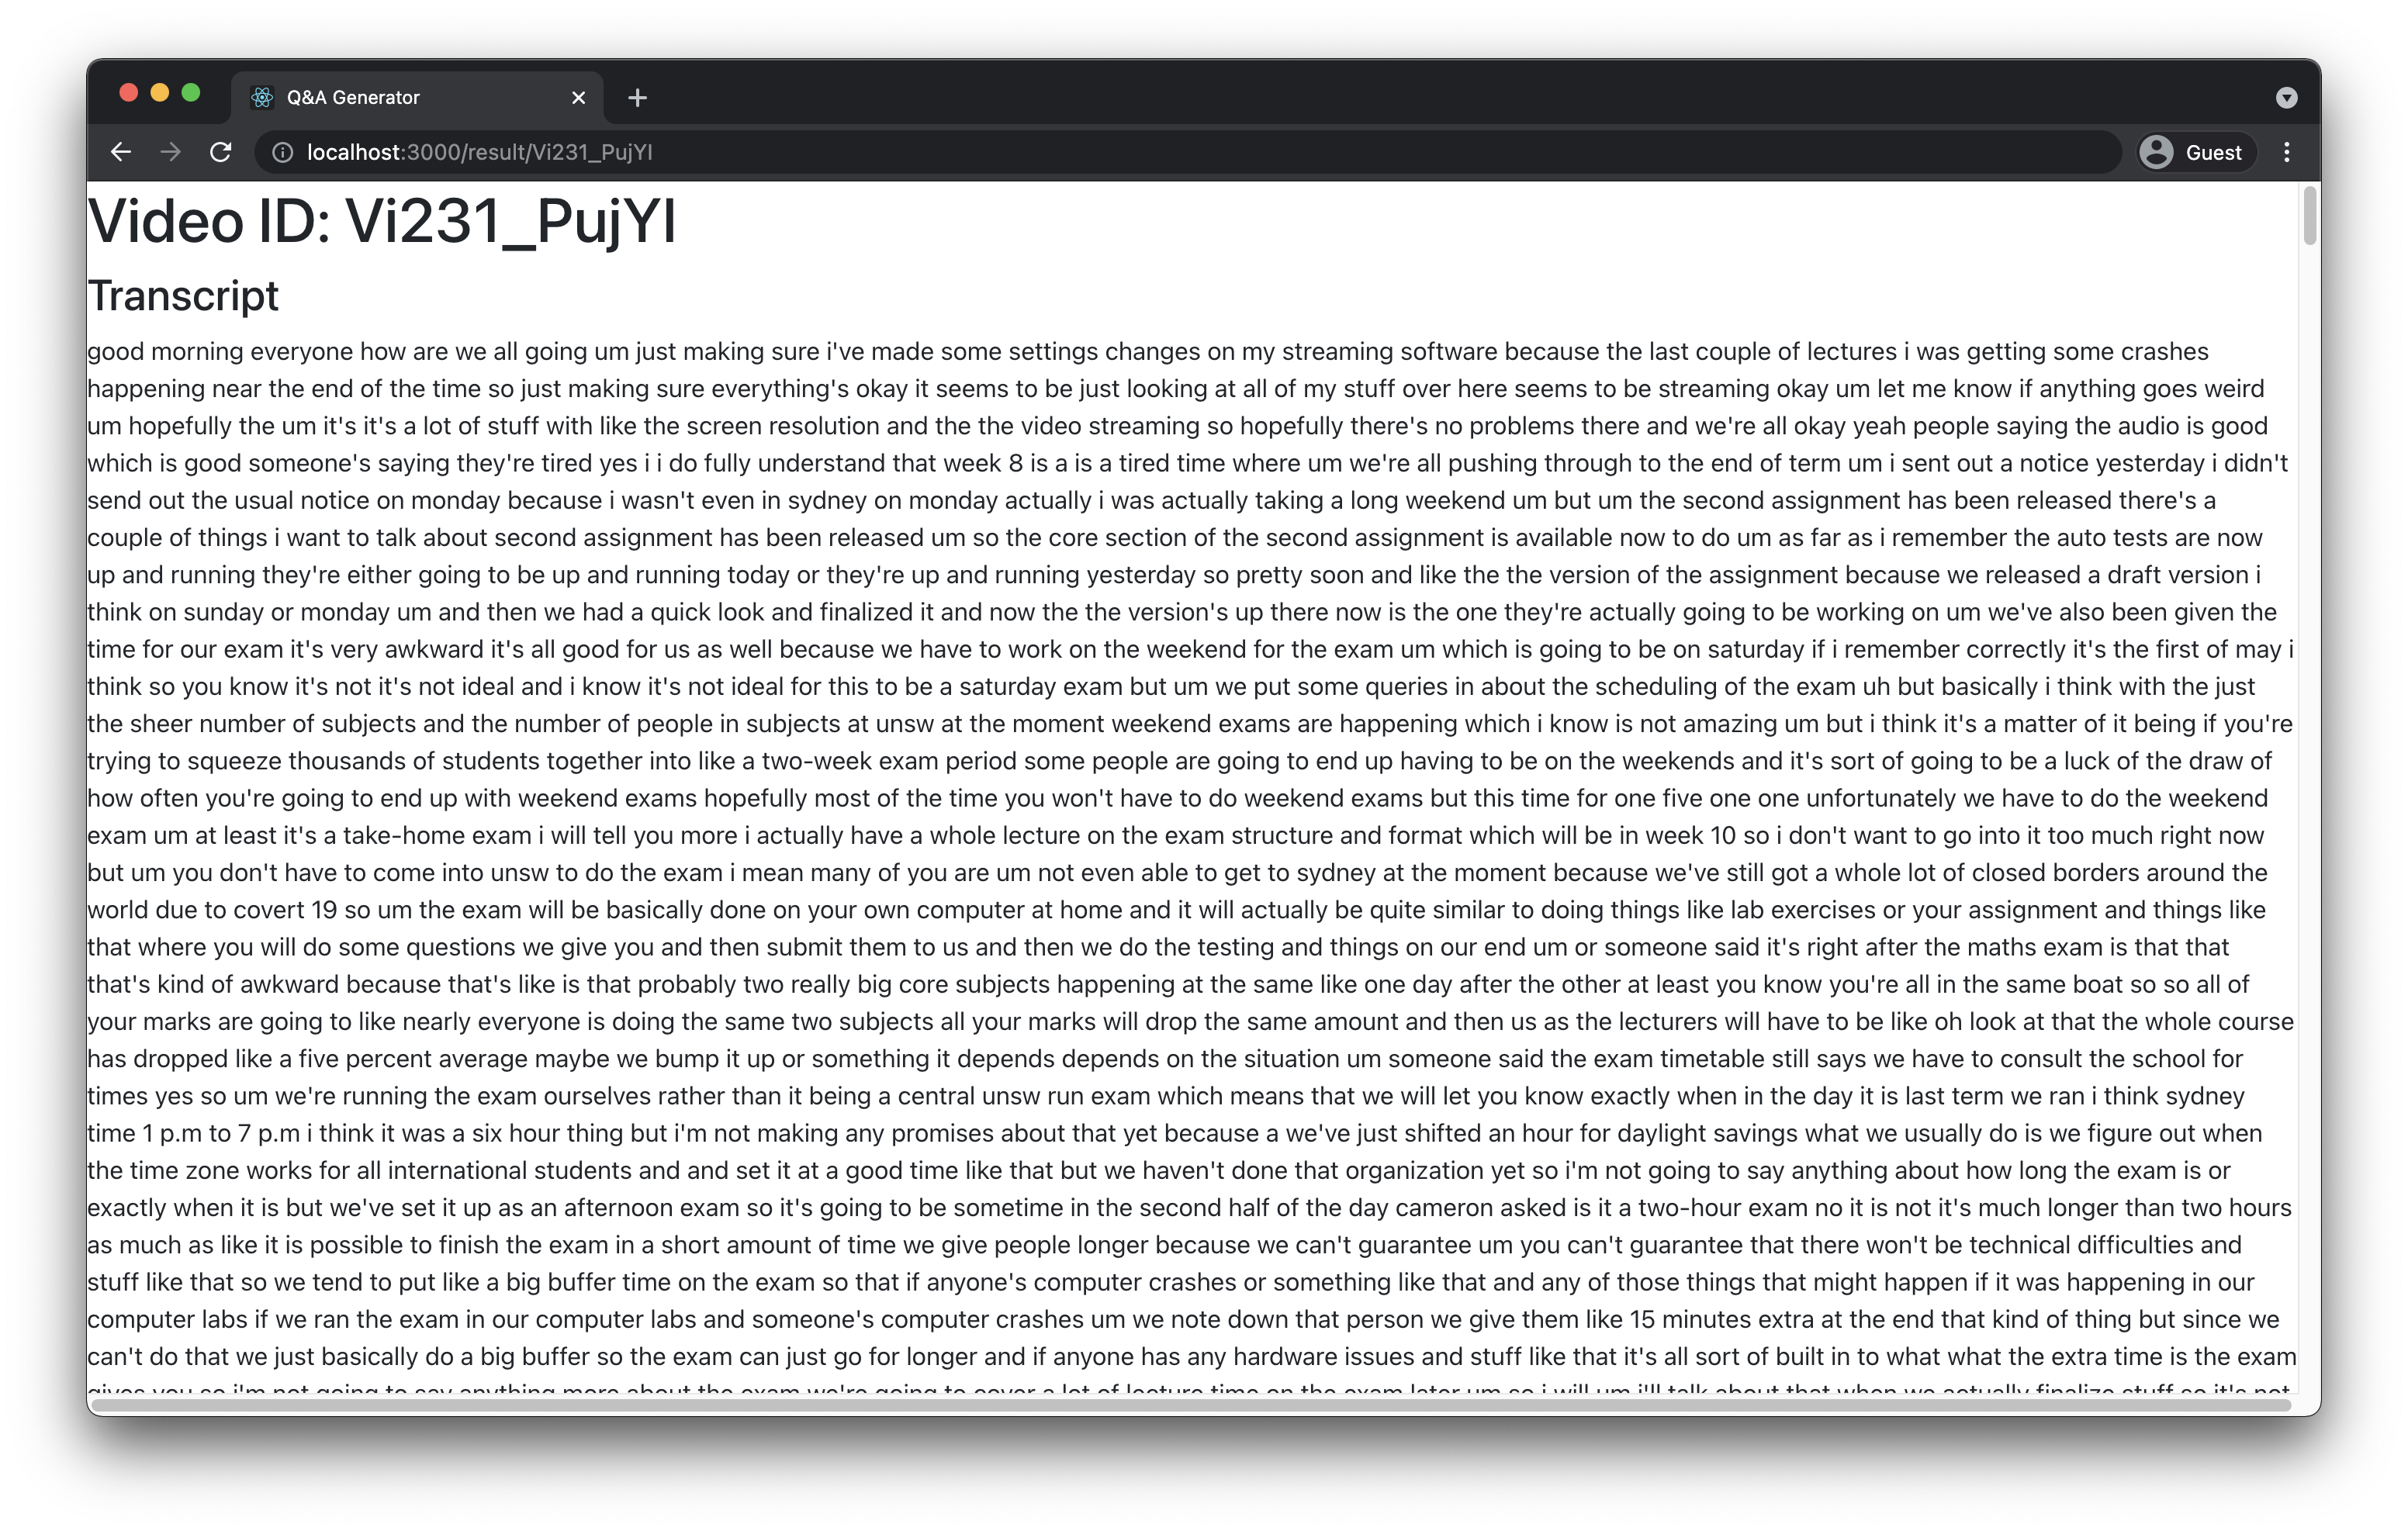 Q&A Generator
localhost:3000/result/Vi231_PujYI
Guest
Video ID: Vi231_PujYI
Transcript
good morning everyone how are we all going um just making sure i've made some settings changes on my streaming software because the last couple of lectures i was getting some crashes
happening near the end of the time so just making sure everything's okay it seems to be just looking at all of my stuff over here seems to be streaming okay um let me know if anything goes weird
um hopefully the um it's it's a lot of stuff with like the screen resolution and the the video streaming so hopefully there's no problems there and we're all okay yeah people saying the audio is good
which is good someone's saying they're tired yes i i do fully understand that week 8 is a is a tired time where um we're all pushing through to the end of term um i sent out a notice yesterday i didn't
send out the usual notice on monday because i wasn't even in sydney on monday actually i was actually taking a long weekend um but um the second assignment has been released there's a
couple of things i want to talk about second assignment has been released um so the core section of the second assignment is available now to do um as far as i remember the auto tests are now
up and running they're either going to be up and running today or they're up and running yesterday so pretty soon and like the the version of the assignment because we released a draft version i
think on sunday or monday um and then we had a quick look and finalized it and now the the version's up there now is the one they're actually going to be working on um we've also been given the
time for our exam it's very awkward it's all good for us as well because we have to work on the weekend for the exam um which is going to be on saturday if i remember correctly it's the first of may i
think so you know it's not it's not ideal and i know it's not ideal for this to be a saturday exam but um we put some queries in about the scheduling of the exam uh but basically i think with the just
the sheer number of subjects and the number of people in subjects at unsw at the moment weekend exams are happening which i know is not amazing um but i think it's a matter of it being if you're
trying to squeeze thousands of students together into like a two-week exam period some people are going to end up having to be on the weekends and it's sort of going to be a luck of the draw of
how often you're going to end up with weekend exams hopefully most of the time you won't have to do weekend exams but this time for one five one one unfortunately we have to do the weekend
exam um at least it's a take-home exam i will tell you more i actually have a whole lecture on the exam structure and format which will be in week 10 so i don't want to go into it too much right now
but um you don't have to come into unsw to do the exam i mean many of you are um not even able to get to sydney at the moment because we've still got a whole lot of closed borders around the
world due to covert 19 so um the exam will be basically done on your own computer at home and it will actually be quite similar to doing things like lab exercises or your assignment and things like
that where you will do some questions we give you and then submit them to us and then we do the testing and things on our end um or someone said it's right after the maths exam is that that
that's kind of awkward because that's like is that probably two really big core subjects happening at the same like one day after the other at least you know you're all in the same boat so so all of
your marks are going to like nearly everyone is doing the same two subjects all your marks will drop the same amount and then us as the lecturers will have to be like oh look at that the whole course
has dropped like a five percent average maybe we bump it up or something it depends depends on the situation um someone said the exam timetable still says we have to consult the school for
times yes so um we're running the exam ourselves rather than it being a central unsw run exam which means that we will let you know exactly when in the day it is last term we ran i think sydney
time 1 p.m to 7 p.m i think it was a six hour thing but i'm not making any promises about that yet because a we've just shifted an hour for daylight savings what we usually do is we figure out when
the time zone works for all international students and and set it at a good time like that but we haven't done that organization yet so i'm not going to say anything about how long the exam is or
exactly when it is but we've set it up as an afternoon exam so it's going to be sometime in the second half of the day cameron asked is it a two-hour exam no it is not it's much longer than two hours
as much as like it is possible to finish the exam in a short amount of time we give people longer because we can't guarantee um you can't guarantee that there won't be technical difficulties and
stuff like that so we tend to put like a big buffer time on the exam so that if anyone's computer crashes or something like that and any of those things that might happen if it was happening in our
computer labs if we ran the exam in our computer labs and someone's computer crashes um we note down that person we give them like 15 minutes extra at the end that kind of thing but since we
can't do that we just basically do a big buffer so the exam can just go for longer and if anyone has any hardware issues and stuff like that it's all sort of built in to what what the extra time is the exam
gives you so i'm not going to say anything more about the exam we're going to cover a lot of lecture time on the exam later um so i will um i'll talk about that when we actually finalize stuff so it's not